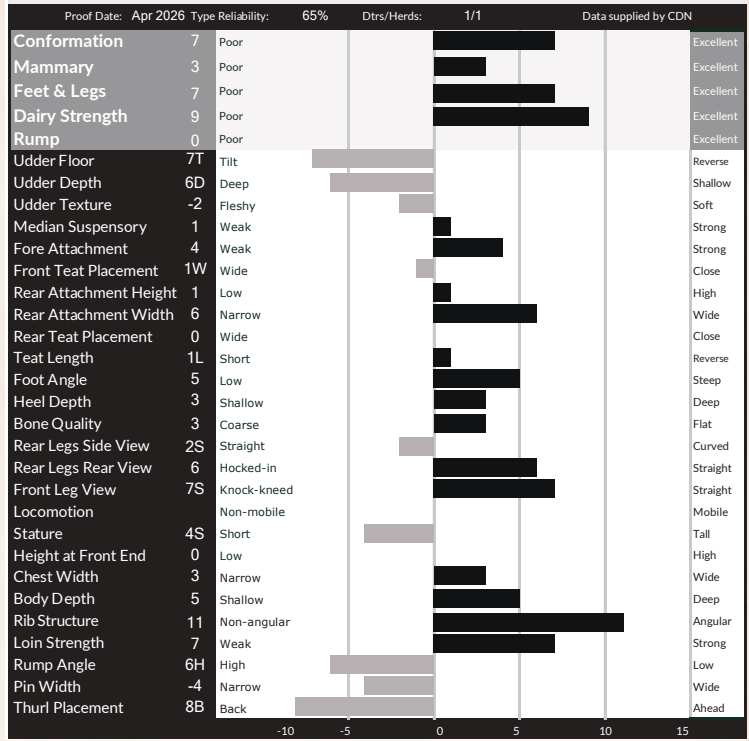 Proof Date: Apr 2026 Type Reliability: 65% Dtrs/Herds: 1/1 Data supplied by CDN
Conformation 7 Poor Excellent
Mammary 3 Poor Excellent
Feet & Legs 7 Poor Excellent
Dairy Strength 9 Poor Excellent
Rump 0 Poor Excellent
Udder Floor 7T Tilt Reverse
Udder Depth 6D Deep Shallow
Udder Texture -2 Fleshy Soft
Median Suspensory 1 Weak Strong
Fore Attachment 4 Weak Strong
Front Teat Placement 1W Wide Close
Rear Attachment Height 1 Low High
Rear Attachment Width 6 Narrow Wide
Rear Teat Placement 0 Wide Close
Teat Length 1L Short Reverse
Foot Angle 5 Low Steep
Heel Depth 3 Shallow Deep
Bone Quality 3 Coarse Flat
Rear Legs Side View 2S Straight Curved
Rear Legs Rear View 6 Hocked-in Straight
Front Leg View 7S Knock-kneed Straight
Locomotion Non-mobile Mobile
Stature 4S Short Tall
Height at Front End 0 Low High
Chest Width 3 Narrow Wide
Body Depth 5 Shallow Deep
Rib Structure 11 Non-angular Angular
Loin Strength 7 Weak Strong
Rump Angle 6H High Low
Pin Width -4 Narrow Wide
Thurl Placement 8B Back Ahead
-10 -5 0 5 10 15